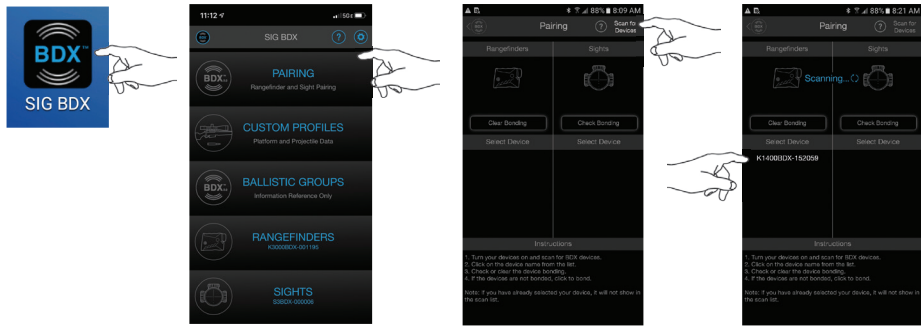 BDX™
SIG BDX
11:12
50ε
SIG BDX
?
BDX
PAIRING
Rangefinder and Sight Pairing
CUSTOM PROFILES
Platform and Projectile Data
BDX
BALLISTIC GROUPS
Information Reference Only
RANGEFINDERS
K3000BDX-001195
SIGHTS
S3BDX-000006
88% 8:09 AM
Pairing
?
Scan for
Devices
Rangefinders
Sights
Clear Bonding
Check Bonding
Select Device
Select Device
Instructions
1. Turn your devices on and scan for BDX devices.
2. Click on the device name from the list.
3. Check or clear the device bonding.
4. If the devices are not bonded, click to bond.
Note: If you have already selected your device, it will not show in
the scan list.
88% 8:21 AM
Pairing
?
Scan for
Devices
Rangefinders
Sights
Scanning...
Clear Bonding
Check Bonding
Select Device
Select Device
K1400BDX-152059
Instructions
1. Turn your devices on and scan for BDX devices.
2. Click on the device name from the list.
3. Check or clear the device bonding.
4. If the devices are not bonded, click to bond.
Note: If you have already selected your device, it will not show in
the scan list.